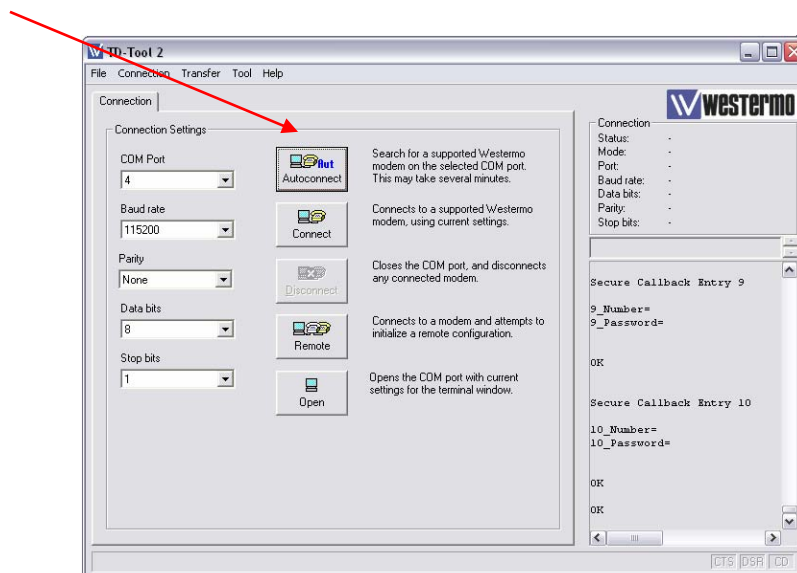 TD-Tool 2
File Connection Transfer Tool Help
Connection
westermo
Connection Settings
COM Port
4
Baud rate
115200
Parity
None
Data bits
8
Stop bits
1
Aut
Autoconnect
Search for a supported Westermo
modem on the selected COM port.
This may take several minutes.
Connect
Connects to a supported Westermo
modem, using current settings.
Disconnect
Closes the COM port, and disconnects
any connected modem.
Remote
Connects to a modem and attempts to
initialize a remote configuration.
Open
Opens the COM port with current
settings for the terminal window.
Connection
Status: -
Mode: -
Port: -
Baud rate: -
Data bits: -
Parity: -
Stop bits: -
Secure Callback Entry 9
9_Number=
9_Password=
OK
Secure Callback Entry 10
10_Number=
10_Password=
OK
OK
CTS DSR CD